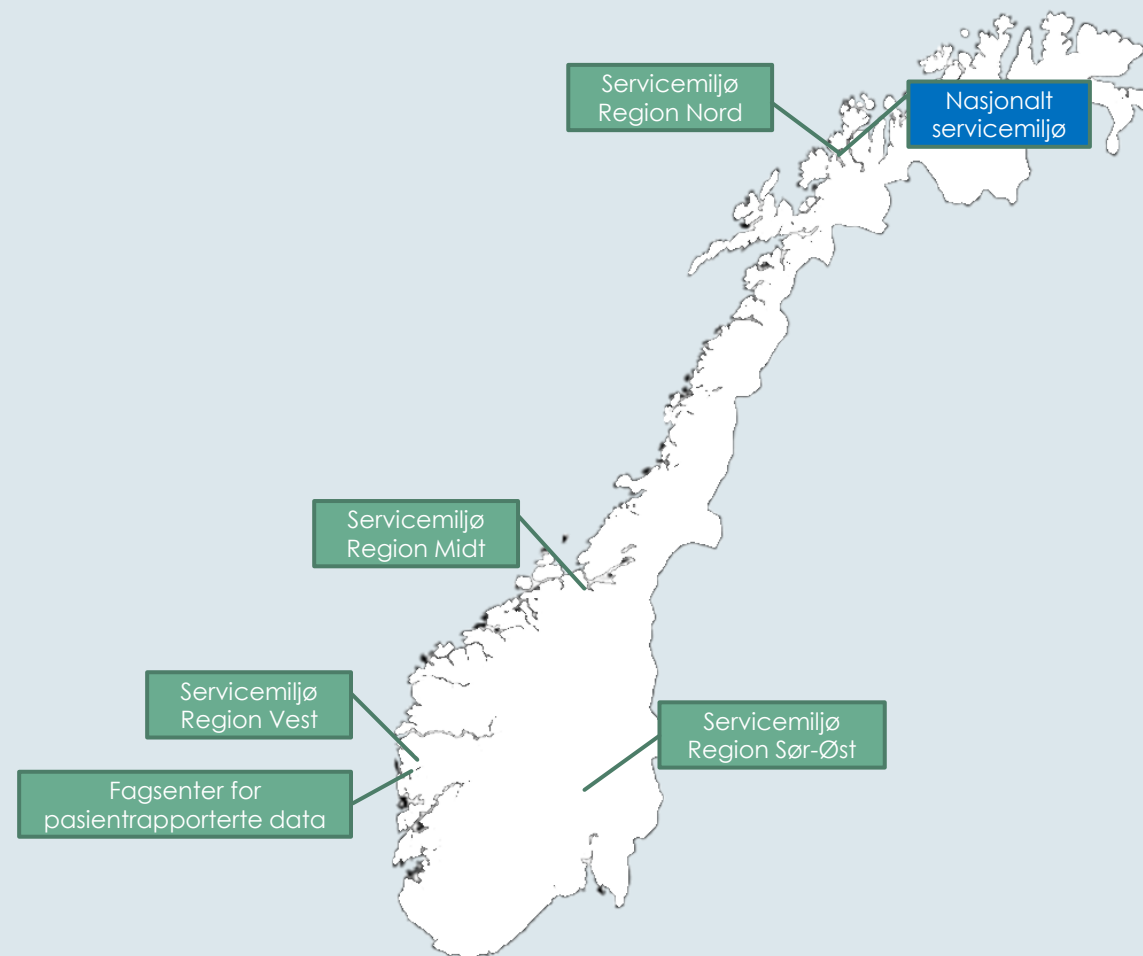 Servicemiljø
Region Nord
Nasjonalt
servicemiljø
Servicemiljø
Region Midt
Servicemiljø
Region Vest
Servicemiljø
Region Sør-Øst
Fagsenter for
pasientrapporterte data